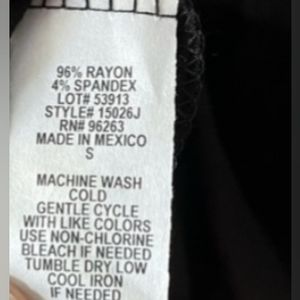 96% RAYON
4% SPANDEX
LOT# 53913
STYLE# 15026J
RN# 96263
MADE IN MEXICO
S
MACHINE WASH
COLD
GENTLE CYCLE
WITH LIKE COLORS
USE NON-CHLORINE
BLEACH IF NEEDED
TUMBLE DRY LOW
COOL IRON
IF NEEDED